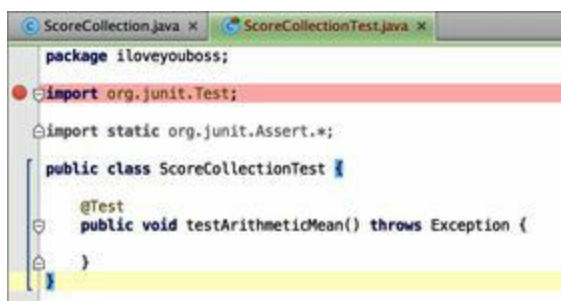 ScoreCollection.java × ScoreCollectionTest.java ×
package iloveyouboss;
import org.junit.Test;
import static org.junit.Assert.*;
public class ScoreCollectionTest {
@Test
public void testArithmeticMean() throws Exception {
}
}